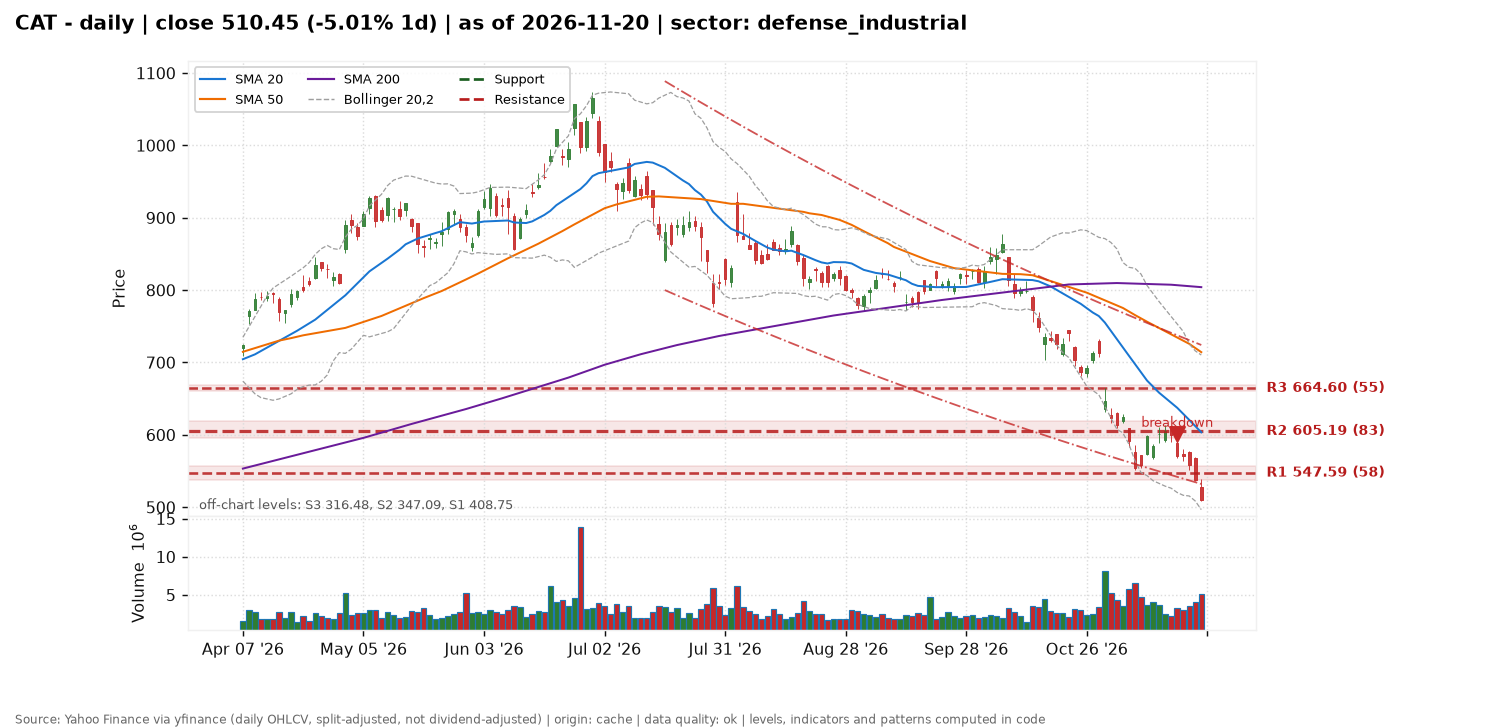 CAT - daily | close 510.45 (-5.01% 1d) | as of 2026-11-20 | sector: defense_industrial
SMA 20
SMA 50
SMA 200
Bollinger 20,2
Support
Resistance
Price
1100
1000
900
800
700
600
500
R3 664.60 (55)
breakdown
R2 605.19 (83)
R1 547.59 (58)
off-chart levels: S3 316.48, S2 347.09, S1 408.75
Volume 10⁶
15
10
5
Apr 07 '26
May 05 '26
Jun 03 '26
Jul 02 '26
Jul 31 '26
Aug 28 '26
Sep 28 '26
Oct 26 '26
Source: Yahoo Finance via yfinance (daily OHLCV, split-adjusted, not dividend-adjusted) | origin: cache | data quality: ok | levels, indicators and patterns computed in code